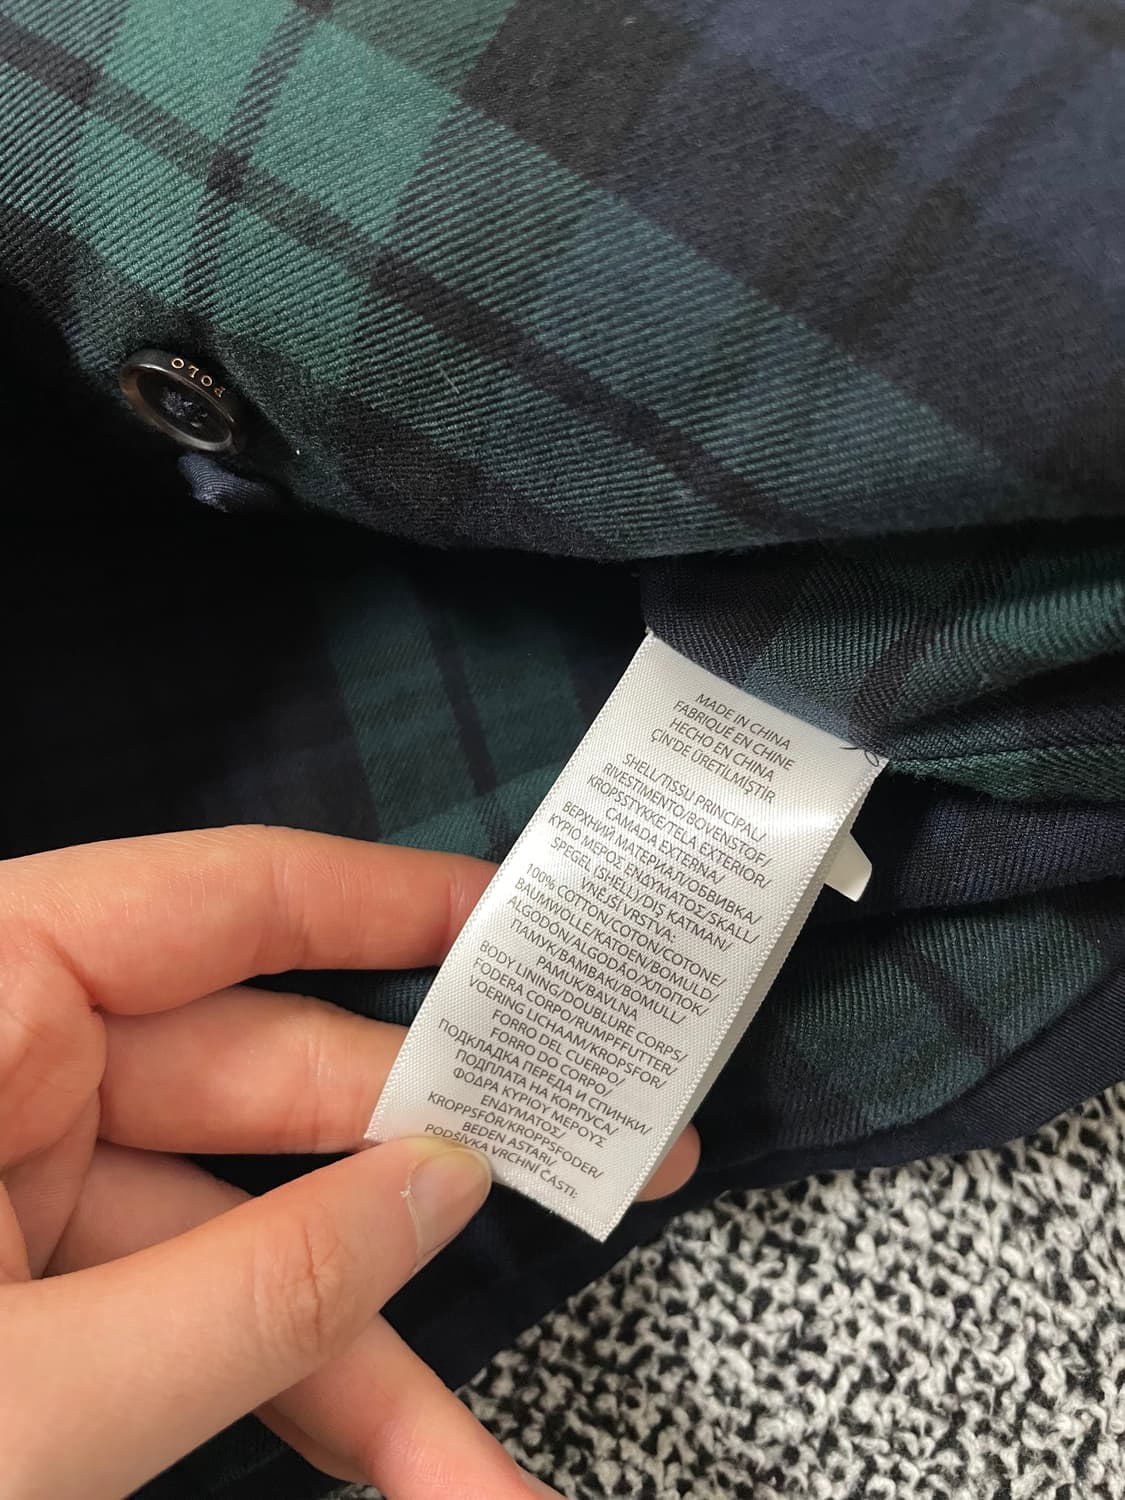 POLO
MADE IN CHINA
FABRIQUÉ EN CHINE
HECHO EN CHINA
ÇİN'DE ÜRETİLMİŞTİR
SHELL/TISSU PRINCIPAL/
RIVESTIMENTO/BOVENSTOF/
KROPSSTYKKE/TELA EXTERIOR/
CAMADA EXTERNA/
ВЕРХНИЙ МАТЕРИАЛ/ОБВИВКА/
ΚΥΡΙΟ ΜΕΡΟΣ ΕΝΔΥΜΑΤΟΣ/SKALL/
SPEGEL (SHELL)/DIŞ KATMAN/
VNĚJŠÍ VRSTVA:
100% COTTON/COTON/COTONE/
BAUMWOLLE/KATOEN/BOMULD/
ALGODÓN/ALGODÃO/ХЛОПОК/
ПАМУК/ΒΑΜΒΑΚΙ/BOMULL/
PAMUK/BAVLNA
BODY LINING/DOUBLURE CORPS/
FODERA CORPO/RUMPFFUTTER/
VOERING LICHAAM/KROPSFOR/
FORRO DEL CUERPO/
FORRO DO CORPO/
ПОДКЛАДКА ПЕРЕДА И СПИНКИ/
ПОДПЛАТА НА КОРПУСА/
ΦΟΔΡΑ ΚΥΡΙΟΥ ΜΕΡΟΥΣ
ΕΝΔΥΜΑΤΟΣ/
KROPPSFÔR/KROPPSFODER/
BEDEN ASTARI/
PODŠÍVKA VRCHNÍ ČÁSTI: